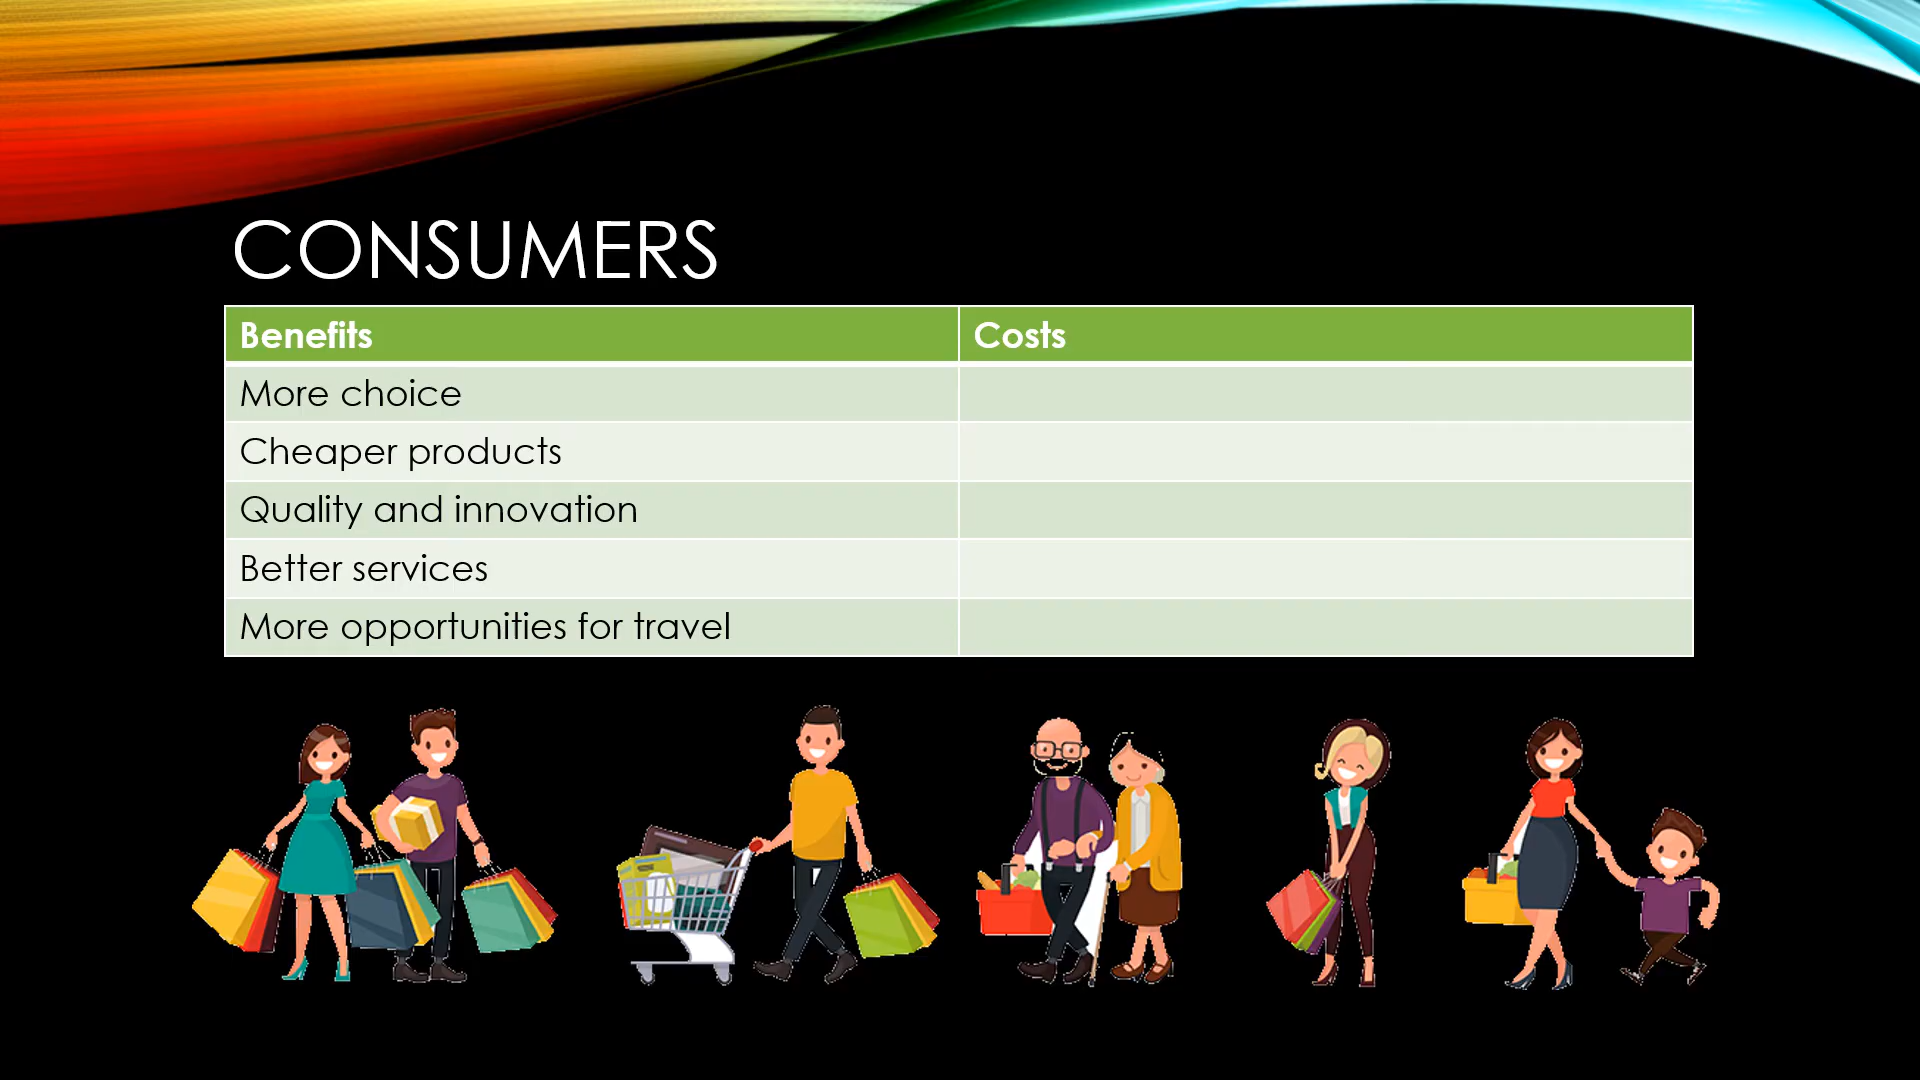 CONSUMERS
Benefits
Costs
More choice
Cheaper products
Quality and innovation
Better services
More opportunities for travel